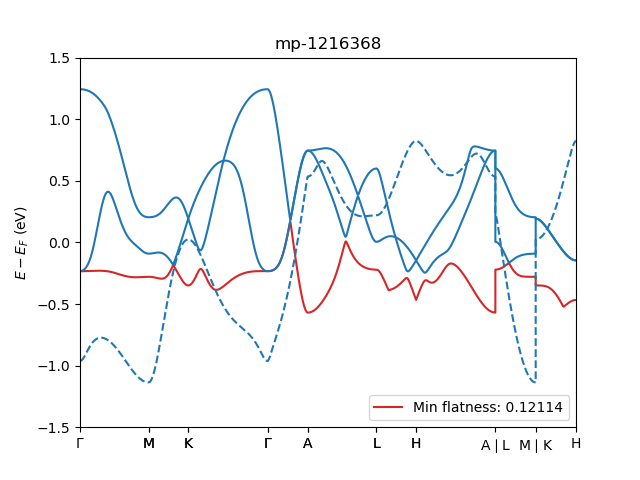 mp-1216368
E − E_F (eV)
1.5
1.0
0.5
0.0
−0.5
−1.0
−1.5
Min flatness: 0.12114
Γ M K Γ A L H A | L M | K H